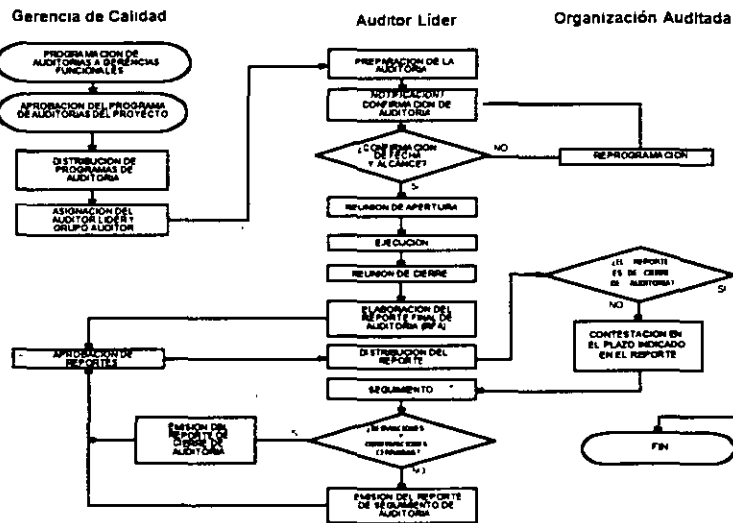 Gerencia de Calidad
PROGRAMACION DE
AUDITORIAS A GERENCIAS
FUNCIONALES
APROBACION DEL PROGRAMA
DE AUDITORIAS DEL PROYECTO
DISTRIBUCION DE
PROGRAMAS DE
AUDITORIA
ASIGNACION DEL
AUDITOR LIDER Y
GRUPO AUDITOR
APROBACION DE
REPORTES
EMISION DEL
REPORTE DE
CIERRE DE
AUDITORIA
Auditor Líder
PREPARACION DE LA
AUDITORIA
NOTIFICACION/
CONFIRMACION DE
AUDITORIA
¿CONFIRMACION
DE FECHA
Y ALCANCE?
NO
SI
REUNION DE APERTURA
EJECUCION
REUNION DE CIERRE
ELABORACION DEL
REPORTE FINAL DE
AUDITORIA (RFA)
DISTRIBUCION DEL
REPORTE
SEGUIMIENTO
Y
EMISION DEL REPORTE
DE SEGUIMIENTO DE
AUDITORIA
Organización Auditada
REPROGRAMACION
¿EL REPORTE
ES DE CIERRE
DE AUDITORIA?
SI
NO
CONTESTACION EN
EL PLAZO INDICADO
EN EL REPORTE
FIN